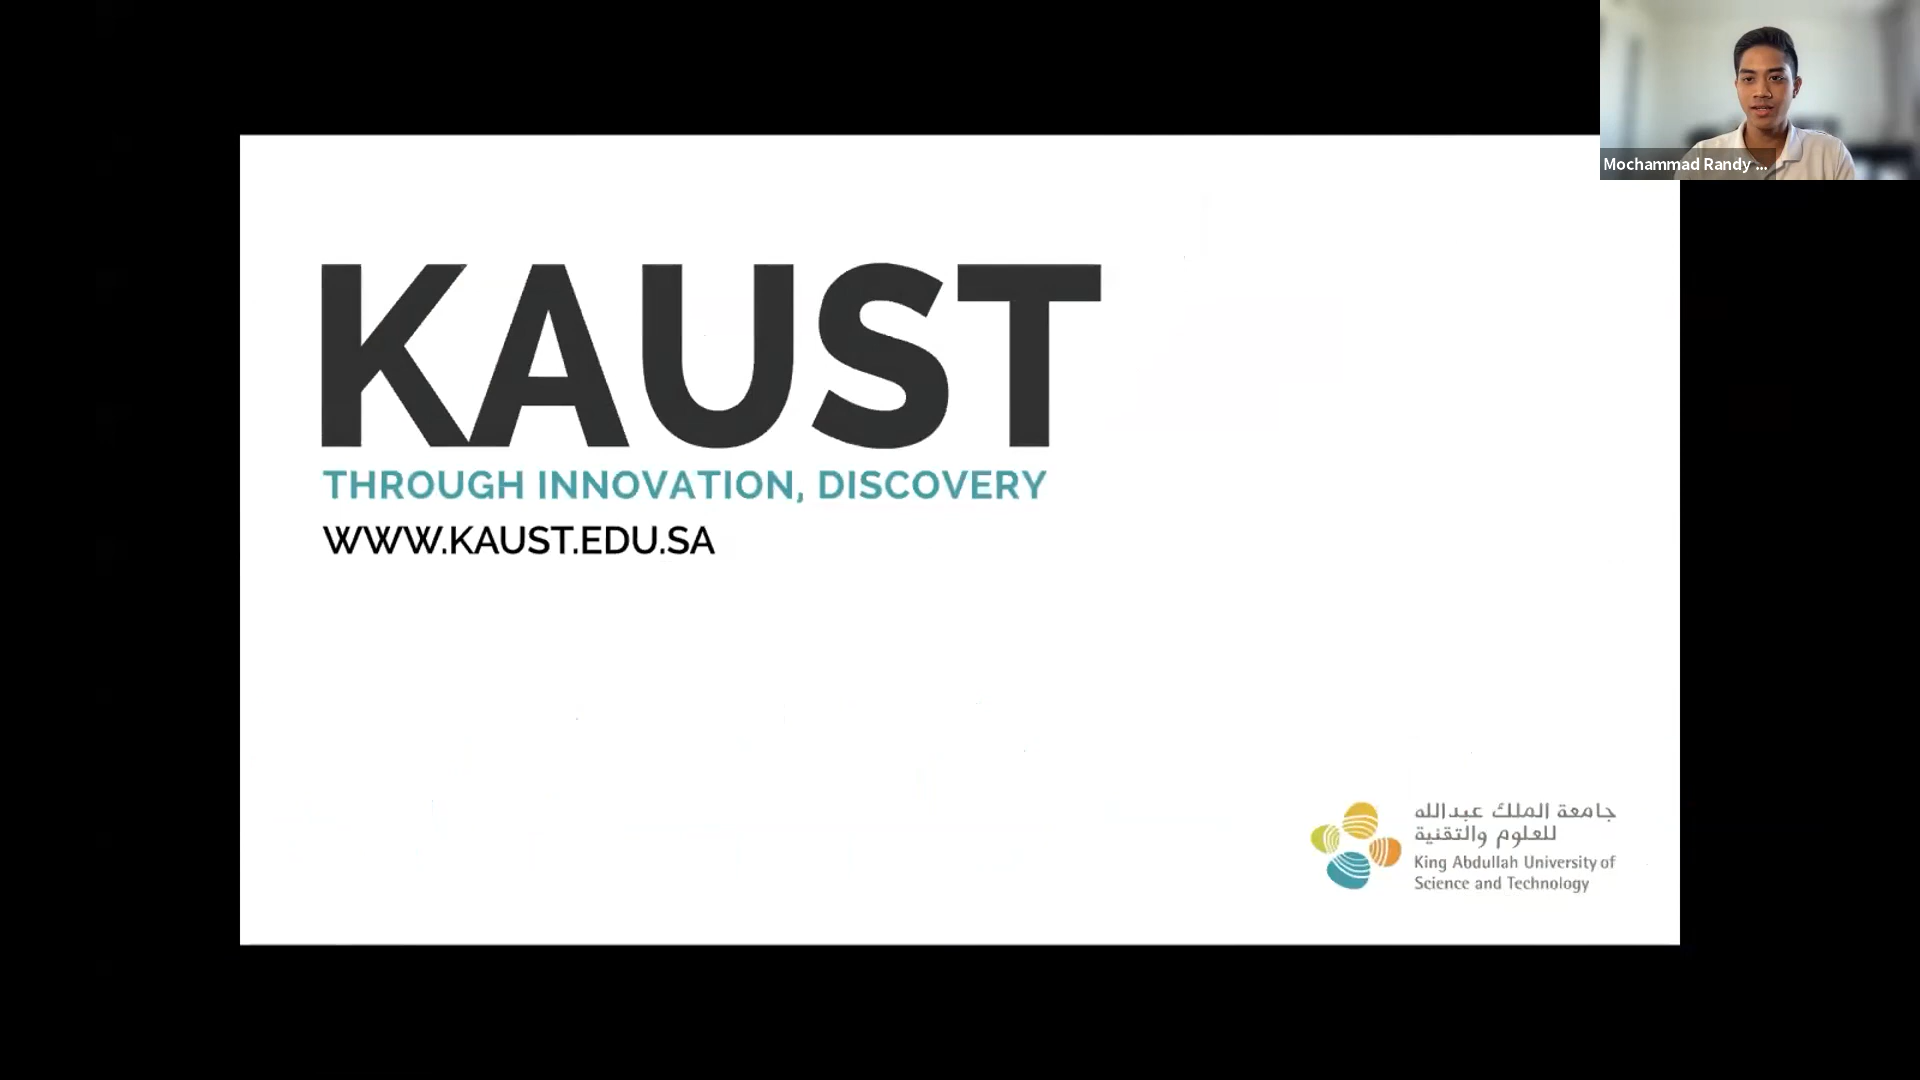 Mochammad Randy ...
KAUST
THROUGH INNOVATION, DISCOVERY
WWW.KAUST.EDU.SA
جامعة الملك عبدالله
للعلوم والتقنية
King Abdullah University of
Science and Technology